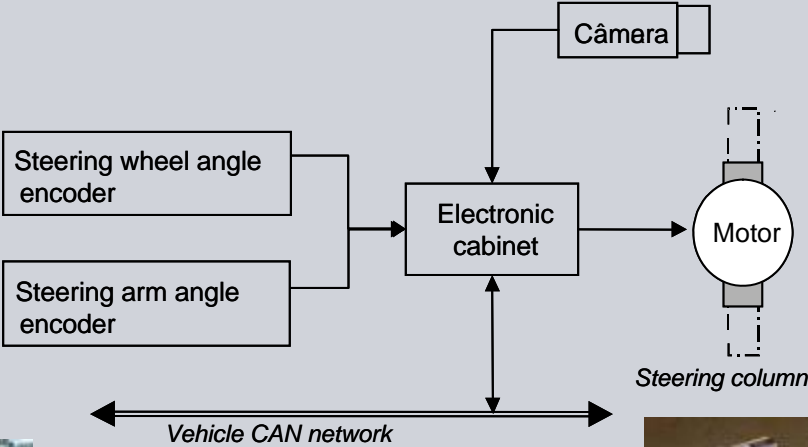 Câmera
Steering wheel angle
encoder
Electronic
cabinet
Motor
Steering arm angle
encoder
Steering column
Vehicle CAN network